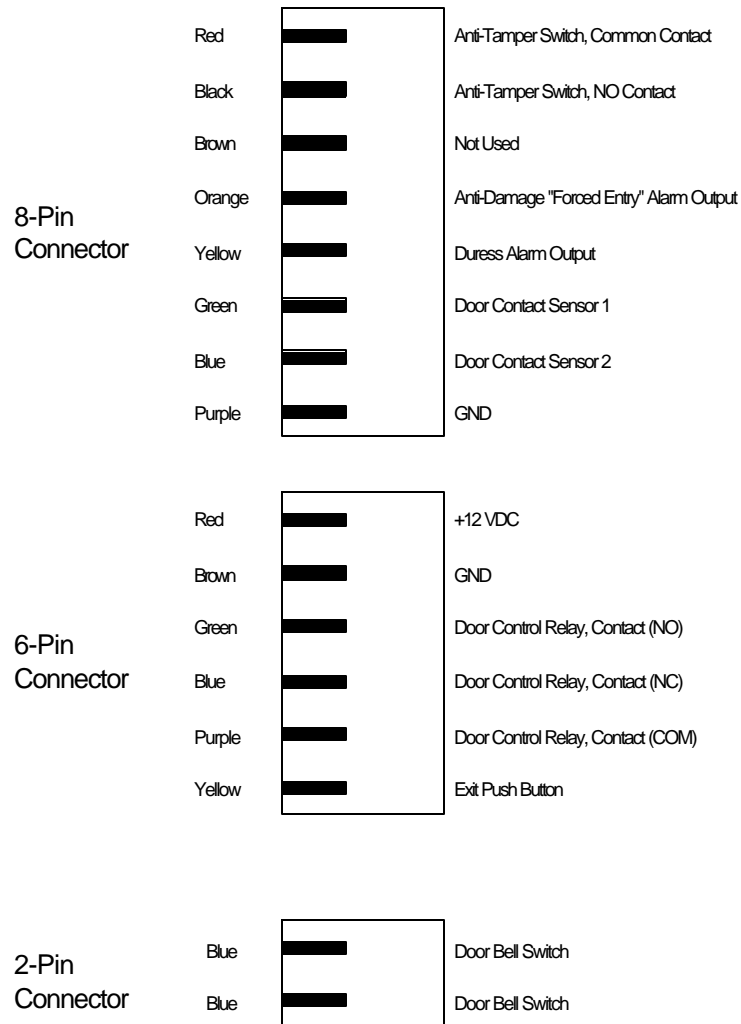 Red Anti-Tamper Switch, Common Contact
Black Anti-Tamper Switch, NO Contact
Brown Not Used
Orange Anti-Damage "Forced Entry" Alarm Output
8-Pin
Connector
Yellow Duress Alarm Output
Green Door Contact Sensor 1
Blue Door Contact Sensor 2
Purple GND
Red +12 VDC
Brown GND
Green Door Control Relay, Contact (NO)
6-Pin
Connector
Blue Door Control Relay, Contact (NC)
Purple Door Control Relay, Contact (COM)
Yellow Exit Push Button
Blue Door Bell Switch
2-Pin
Connector
Blue Door Bell Switch